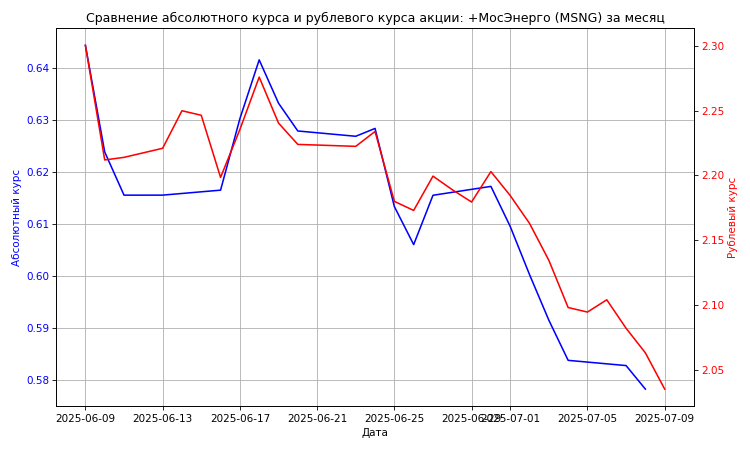 Сравнение абсолютного курса и рублевого курса акции: +МосЭнерго (MSNG) за месяц
Абсолютный курс
0.64
0.63
0.62
0.61
0.60
0.59
0.58
2.30
2.25
2.20
2.15
2.10
2.05
Рублевый курс
2025-06-09 2025-06-13 2025-06-17 2025-06-21 2025-06-25 2025-06-29 2025-07-01 2025-07-05 2025-07-09
Дата